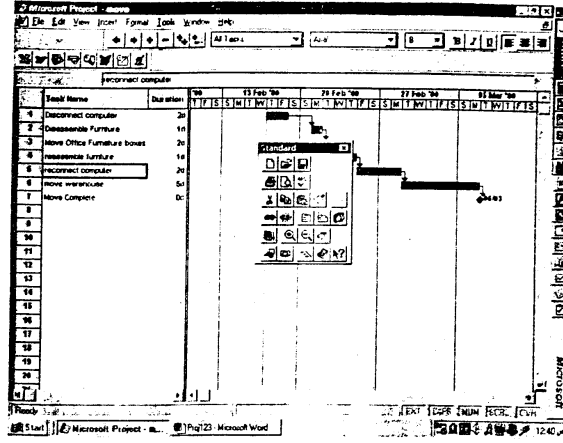 Microsoft Project - move
File Edit View Insert Format Tools Window Help
All Tasks Arial 8 B I U
reconnect computer
Task Name Duration '00 13 Feb '00 20 Feb '00 27 Feb '00 05 Mar '00
T F S S M T W T F S S M T W T F S S M T W T F S S M T W T F S
1 Disconnect computer 2d
2 Deassemble Furniture 1d
3 Move Office Furnature boxes 2d
4 reassemble furniture 1d
5 reconnect computer 2d
6 move warehouse 5d
7 Move Complete 0d
8
9
10
11
12
13
14
15
16
17
18
19
20
Standard
Ready EXT CAPS NUM SCRL OVR
Start Microsoft Project - m... Proj123 - Microsoft Word 12:40
Microsoft